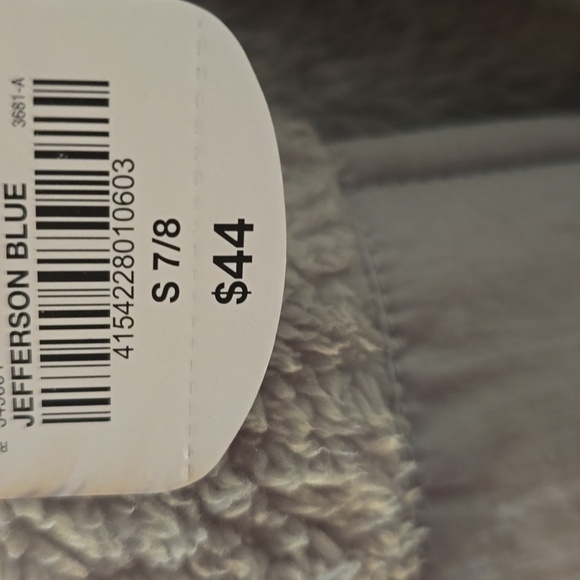 JEFFERSON BLUE
3681-A
4154228010603
S 7/8
$44